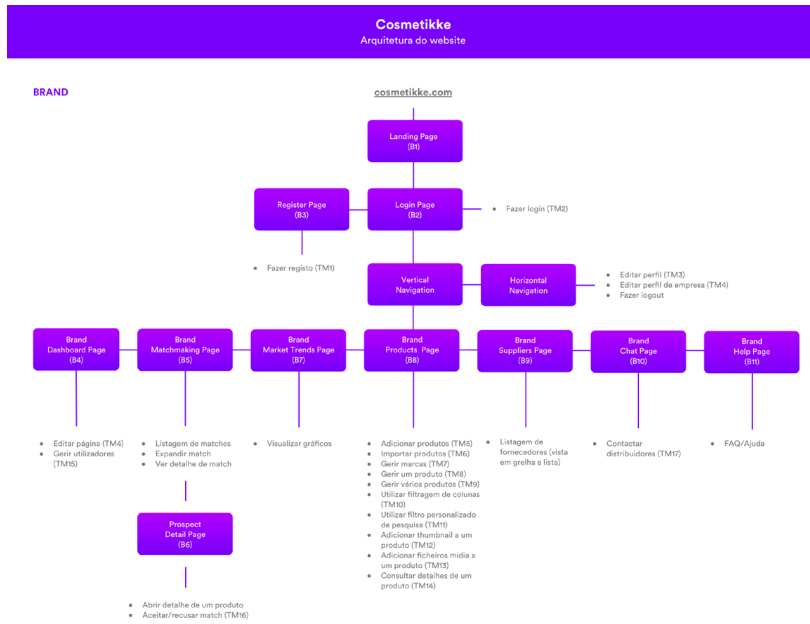 Cosmetikke
Arquitetura do website
BRAND
cosmetikke.com
Landing Page
(B1)
Register Page
(B3)
Login Page
(B2)
• Fazer login (TM2)
• Fazer registo (TM1)
Vertical
Navigation
Horizontal
Navigation
• Editar perfil (TM3)
• Editar perfil de empresa (TM4)
• Fazer logout
Brand
Dashboard Page
(B4)
Brand
Matchmaking Page
(B5)
Brand
Market Trends Page
(B7)
Brand
Products Page
(B8)
Brand
Suppliers Page
(B9)
Brand
Chat Page
(B10)
Brand
Help Page
(B11)
• Editar página (TM4)
• Gerir utilizadores
(TM15)
• Listagem de matches
• Expandir match
• Ver detalhe de match
• Visualizar gráficos
• Adicionar produtos (TM5)
• Importar produtos (TM6)
• Gerir marcas (TM7)
• Gerir um produto (TM8)
• Gerir vários produtos (TM9)
• Utilizar filtragem de colunas
(TM10)
• Utilizar filtro personalizado
de pesquisa (TM11)
• Adicionar thumbnail a um
produto (TM12)
• Adicionar ficheiros mídia a
um produto (TM13)
• Consultar detalhes de um
produto (TM14)
• Listagem de
fornecedores (vista
em grelha e lista)
• Contactar
distribuidores (TM17)
• FAQ/Ajuda
Prospect
Detail Page
(B6)
• Abrir detalhe de um produto
• Aceitar/recusar match (TM16)